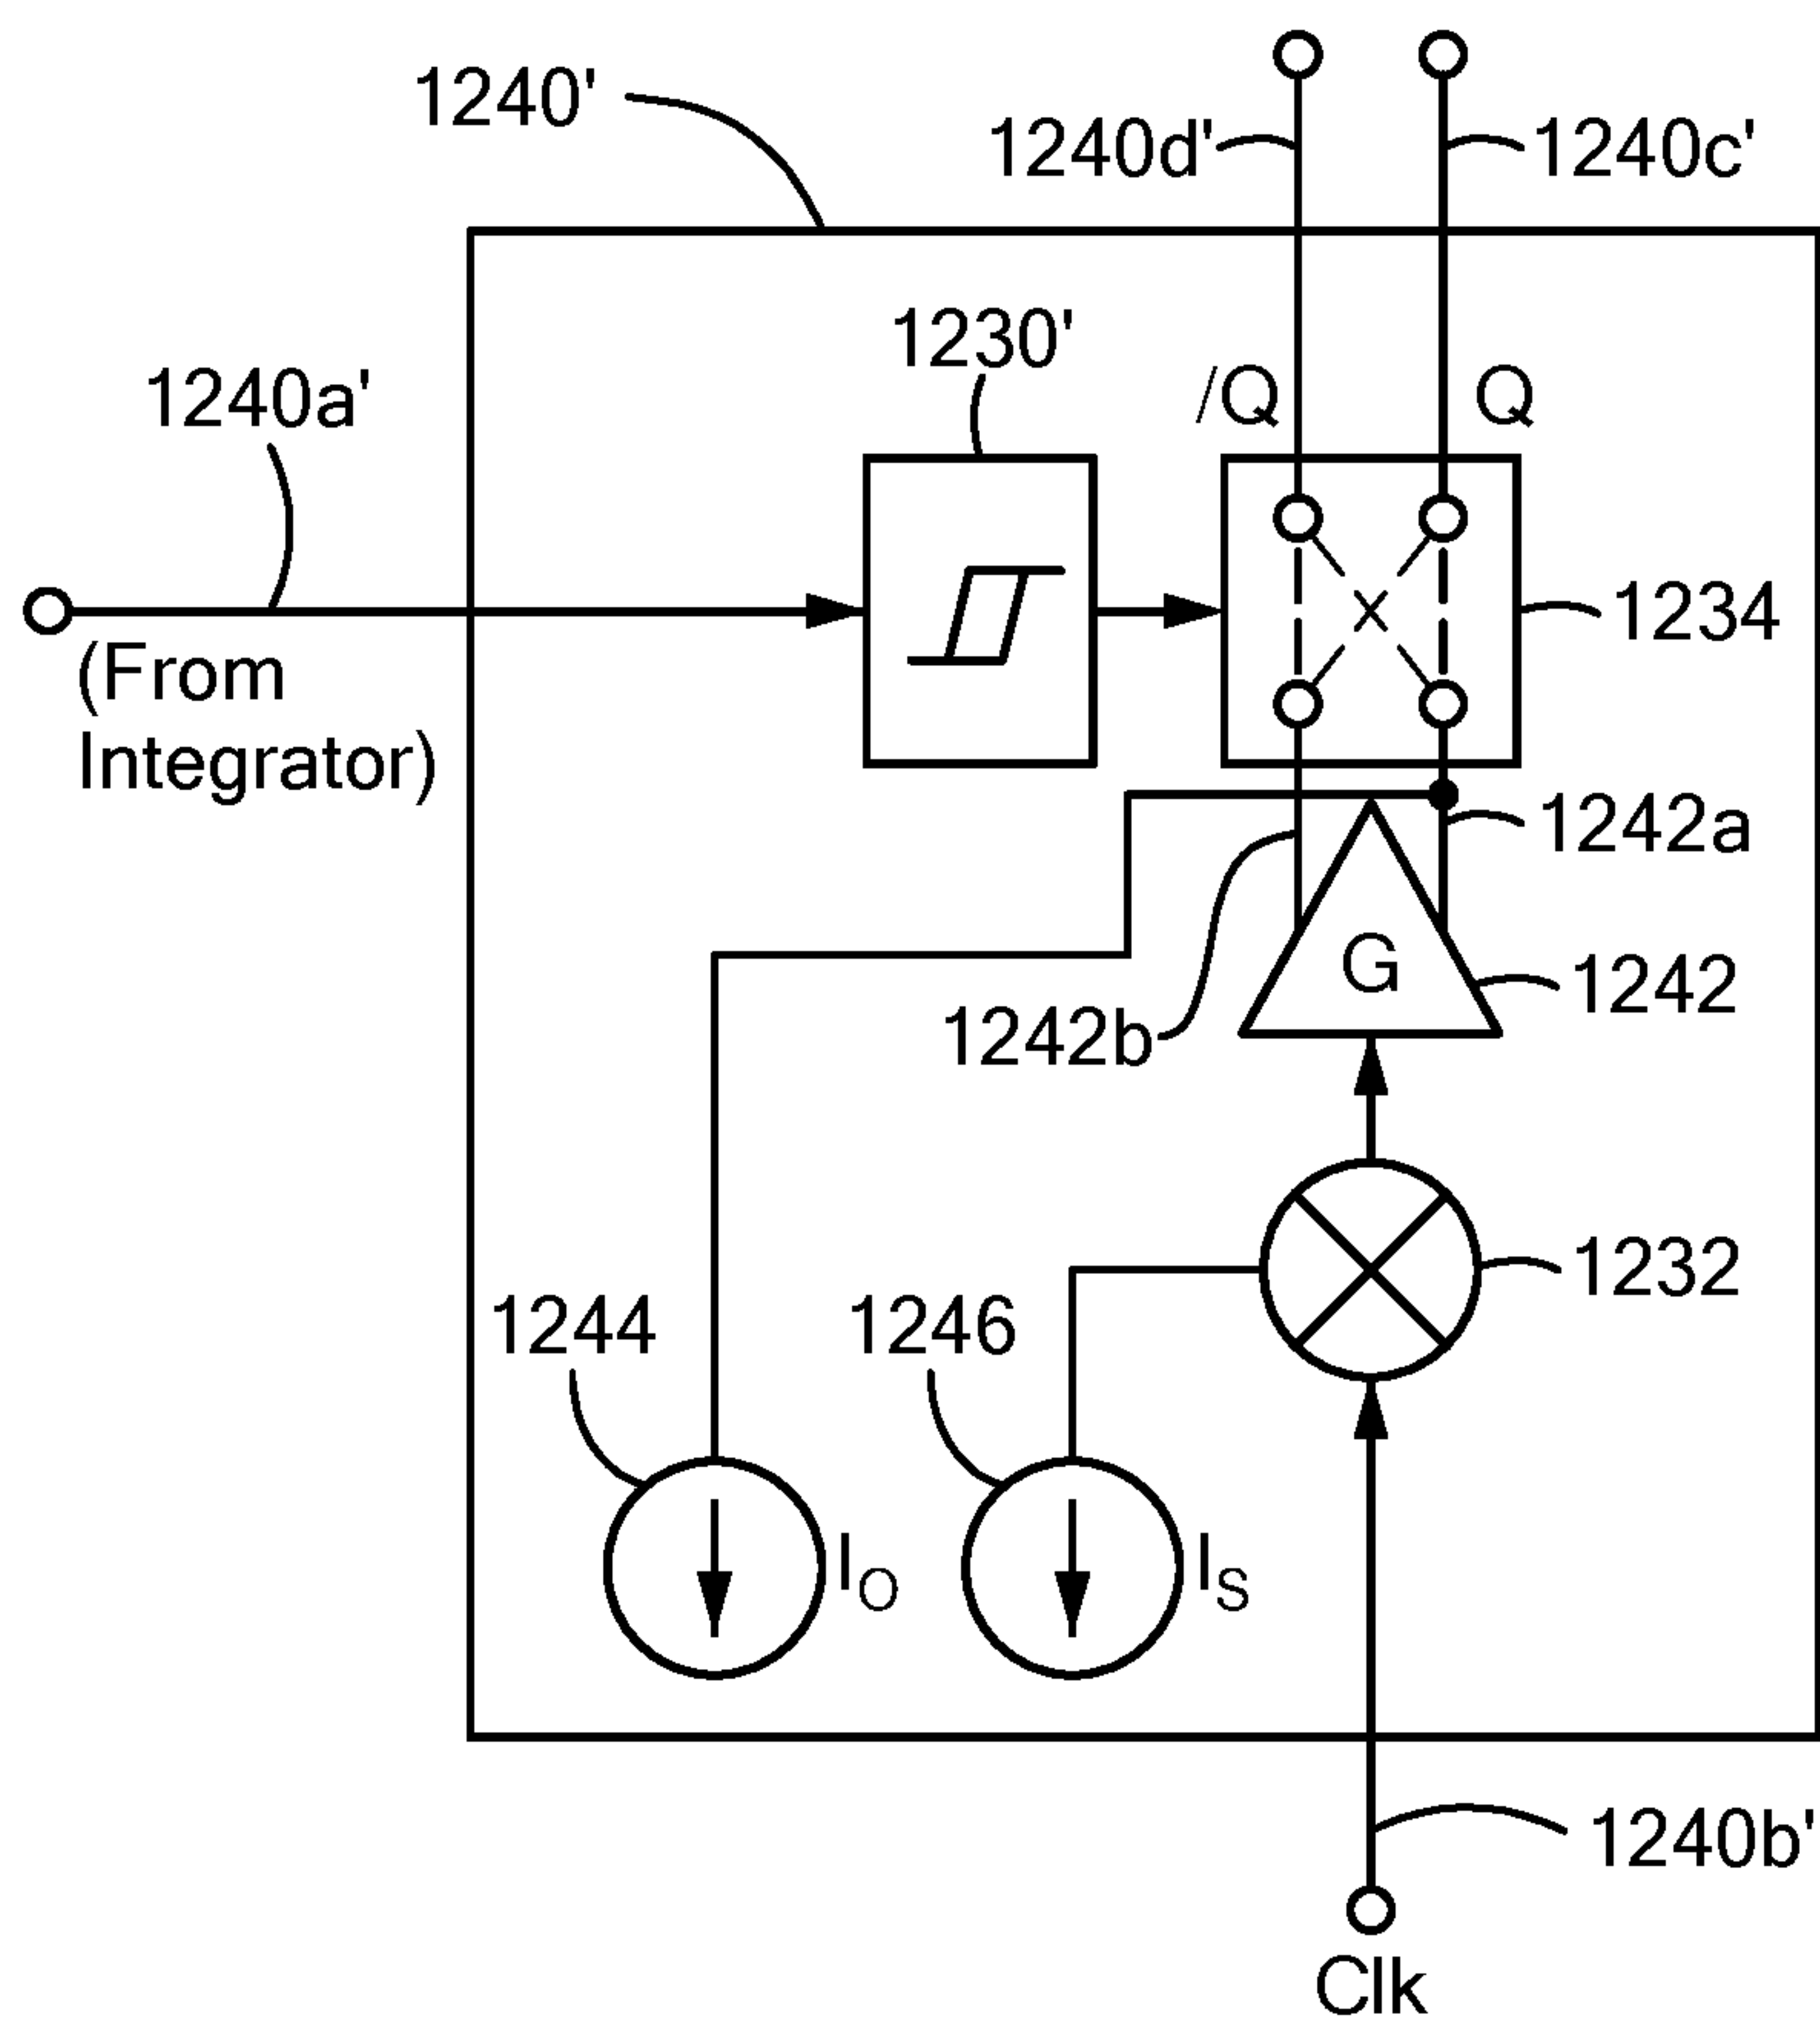 1240'
1240d'
1240c'
1230'
1240a'
/Q
Q
(From
Integrator)
1234
1242a
G
1242
1242b
1232
1244
1246
IO
IS
1240b'
Clk